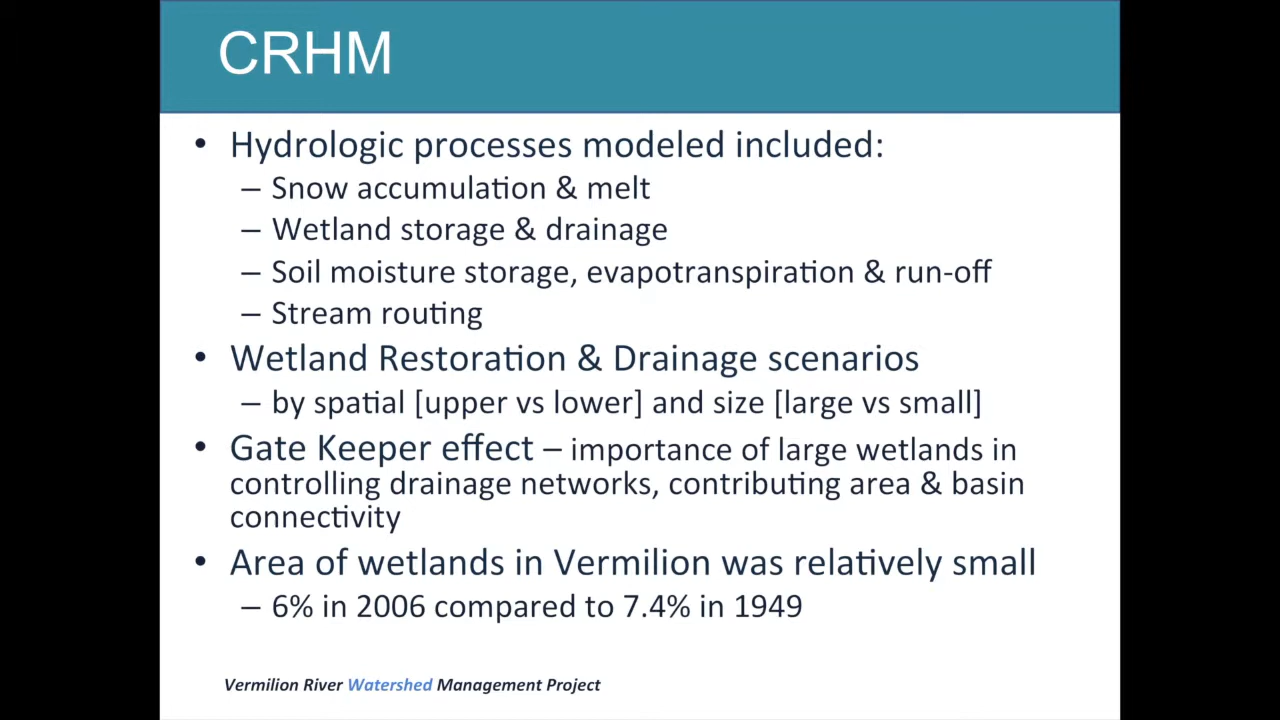 CRHM
• Hydrologic processes modeled included:
– Snow accumulation & melt
– Wetland storage & drainage
– Soil moisture storage, evapotranspiration & run-off
– Stream routing
• Wetland Restoration & Drainage scenarios
– by spatial [upper vs lower] and size [large vs small]
• Gate Keeper effect – importance of large wetlands in
controlling drainage networks, contributing area & basin
connectivity
• Area of wetlands in Vermilion was relatively small
– 6% in 2006 compared to 7.4% in 1949
Vermilion River Watershed Management Project